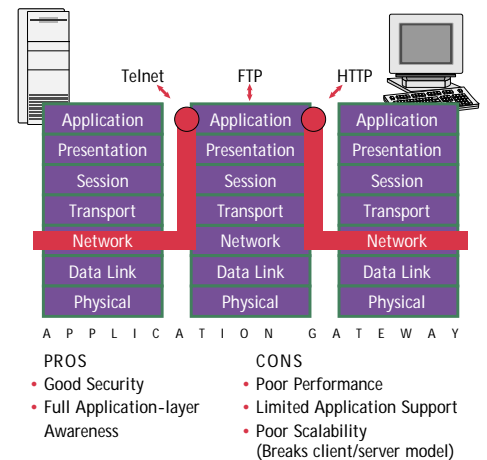 Telnet FTP HTTP
Application Application Application
Presentation Presentation Presentation
Session Session Session
Transport Transport Transport
Network Network Network
Data Link Data Link Data Link
Physical Physical Physical
APPLICATION GATEWAY
PROS
• Good Security
• Full Application-layer
Awareness
CONS
• Poor Performance
• Limited Application Support
• Poor Scalability
(Breaks client/server model)